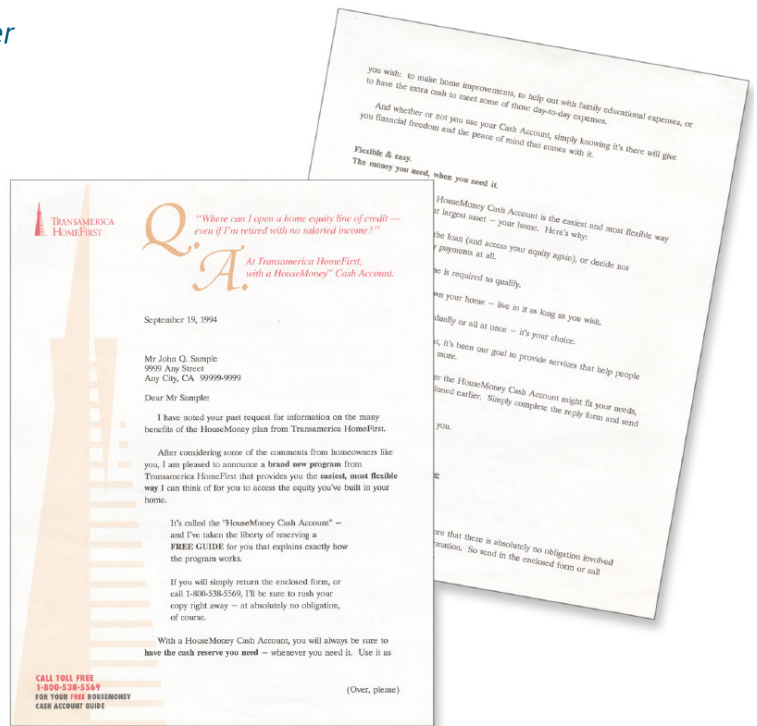 er
TRANSAMERICA
HOMEFIRST
Q.
"Where can I open a home equity line of credit —
even if I'm retired with no salaried income?"
A.
At Transamerica HomeFirst,
with a HouseMoney™ Cash Account.
September 19, 1994
Mr John Q. Sample
9999 Any Street
Any City, CA 99999-9999
Dear Mr Sample:
I have noted your past request for information on the many
benefits of the HouseMoney plan from Transamerica HomeFirst.
After considering some of the comments from homeowners like
you, I am pleased to announce a brand new program from
Transamerica HomeFirst that provides you the easiest, most flexible
way I can think of for you to access the equity you've built in your
home.
It's called the "HouseMoney Cash Account" —
and I've taken the liberty of reserving a
FREE GUIDE for you that explains exactly how
the program works.
If you will simply return the enclosed form, or
call 1-800-538-5569, I'll be sure to rush your
copy right away — at absolutely no obligation,
of course.
With a HouseMoney Cash Account, you will always be sure to
have the cash reserve you need — whenever you need it. Use it as
CALL TOLL FREE
1-800-538-5569
FOR YOUR FREE HOUSEMONEY
CASH ACCOUNT GUIDE
(Over, please)
you wish: to make home improvements, to help out with family educational expenses, or
to have the extra cash to meet some of those day-to-day expenses.
And whether or not you use your Cash Account, simply knowing it's there will give
you financial freedom and the peace of mind that comes with it.
Flexible & easy.
The money you need, when you need it.
HouseMoney Cash Account is the easiest and most flexible way
r largest asset — your home. Here's why:
the loan (and access your equity again), or decide not
payments at all.
e is required to qualify.
wn your home — live in it as long as you wish.
dually or all at once — it's your choice.
, it's been our goal to provide services that help people
more.
er the HouseMoney Cash Account might fit your needs,
ioned earlier. Simply complete the reply form and send
you.
that there is absolutely no obligation involved
rmation. So send in the enclosed form or call